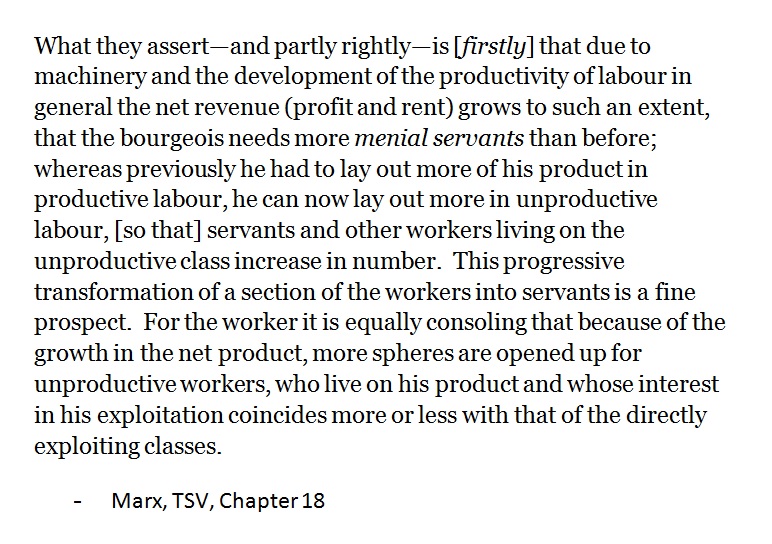 What they assert—and partly rightly—is [firstly] that due to
machinery and the development of the productivity of labour in
general the net revenue (profit and rent) grows to such an extent,
that the bourgeois needs more menial servants than before;
whereas previously he had to lay out more of his product in
productive labour, he can now lay out more in unproductive
labour, [so that] servants and other workers living on the
unproductive class increase in number.  This progressive
transformation of a section of the workers into servants is a fine
prospect.  For the worker it is equally consoling that because of the
growth in the net product, more spheres are opened up for
unproductive workers, who live on his product and whose interest
in his exploitation coincides more or less with that of the directly
exploiting classes.
- Marx, TSV, Chapter 18